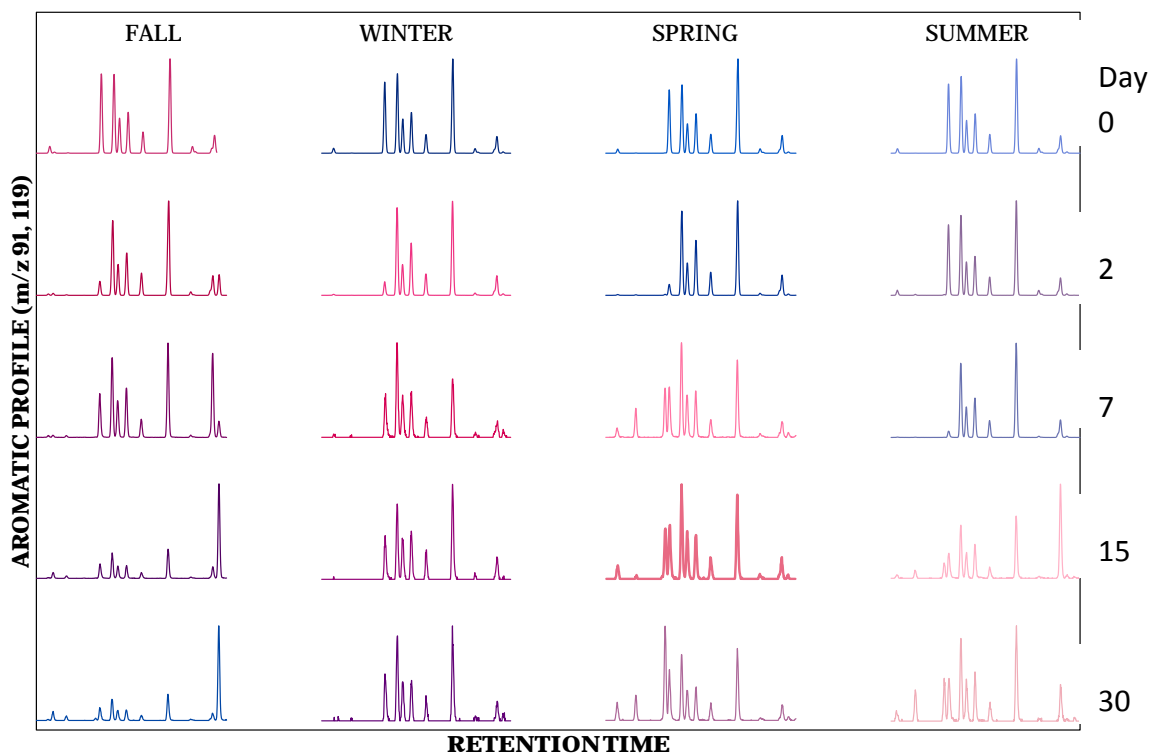 FALL WINTER SPRING SUMMER
Day
0
2
7
15
30
AROMATIC PROFILE (m/z 91, 119)
RETENTION TIME